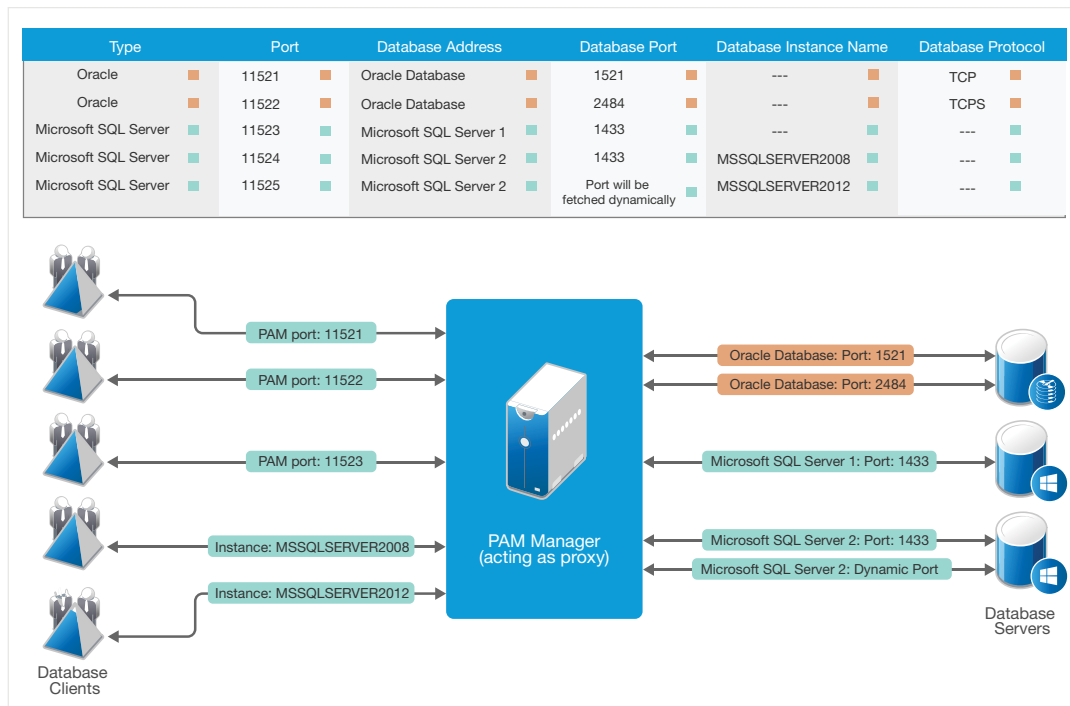 Type Port Database Address Database Port Database Instance Name Database Protocol
Oracle 11521 Oracle Database 1521 --- TCP
Oracle 11522 Oracle Database 2484 --- TCPS
Microsoft SQL Server 11523 Microsoft SQL Server 1 1433 --- ---
Microsoft SQL Server 11524 Microsoft SQL Server 2 1433 MSSQLSERVER2008 ---
Microsoft SQL Server 11525 Microsoft SQL Server 2 Port will be MSSQLSERVER2012 ---
fetched dynamically
PAM port: 11521
PAM port: 11522
PAM port: 11523
Instance: MSSQLSERVER2008
Instance: MSSQLSERVER2012
Database
Clients
PAM Manager
(acting as proxy)
Oracle Database: Port: 1521
Oracle Database: Port: 2484
Microsoft SQL Server 1: Port: 1433
Microsoft SQL Server 2: Port: 1433
Microsoft SQL Server 2: Dynamic Port
Database
Servers